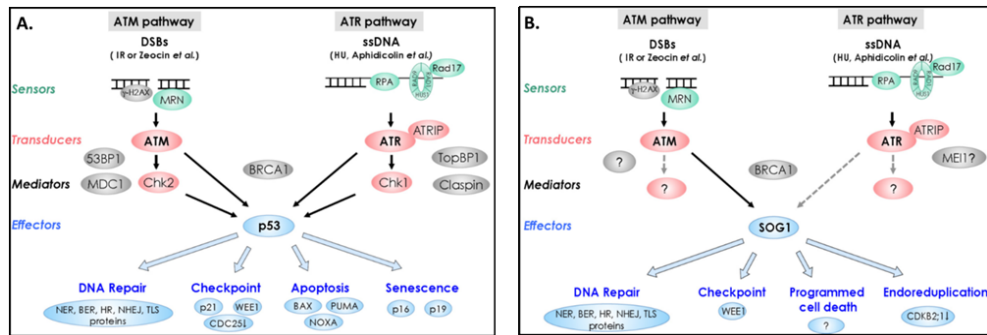 A.
ATM pathway
ATR pathway
DSBs
( IR or Zeocin et al.)
ssDNA
(HU, Aphidicolin et al.)
Sensors
γ-H2AX
MRN
RPA
Rad17
Transducers
ATM
ATR
ATRIP
53BP1
MDC1
BRCA1
TopBP1
Claspin
Mediators
Chk2
Chk1
Effectors
p53
DNA Repair
NER, BER, HR, NHEJ, TLS
proteins
Checkpoint
p21
WEE1
CDC25↓
Apoptosis
BAX
PUMA
NOXA
Senescence
p16
p19
B.
ATM pathway
ATR pathway
DSBs
( IR or Zeocin et al.)
ssDNA
(HU, Aphidicolin et al.)
Sensors
γ-H2AX
MRN
RPA
Rad17
Transducers
ATM
ATR
ATRIP
?
BRCA1
MEI1?
Mediators
?
?
Effectors
SOG1
DNA Repair
NER, BER, HR, NHEJ, TLS
proteins
Checkpoint
WEE1
Programmed
cell death
?
Endoreduplication
CDKB2;1↓